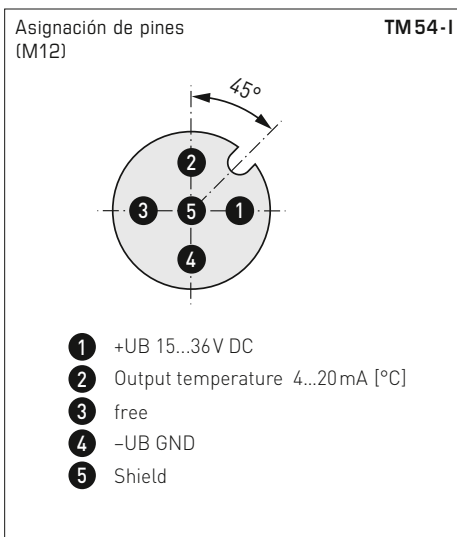 Asignación de pines
(M12)
TM54-I
45°
2
3 5 1
4
1 +UB 15...36V DC
2 Output temperature 4...20mA [°C]
3 free
4 –UB GND
5 Shield